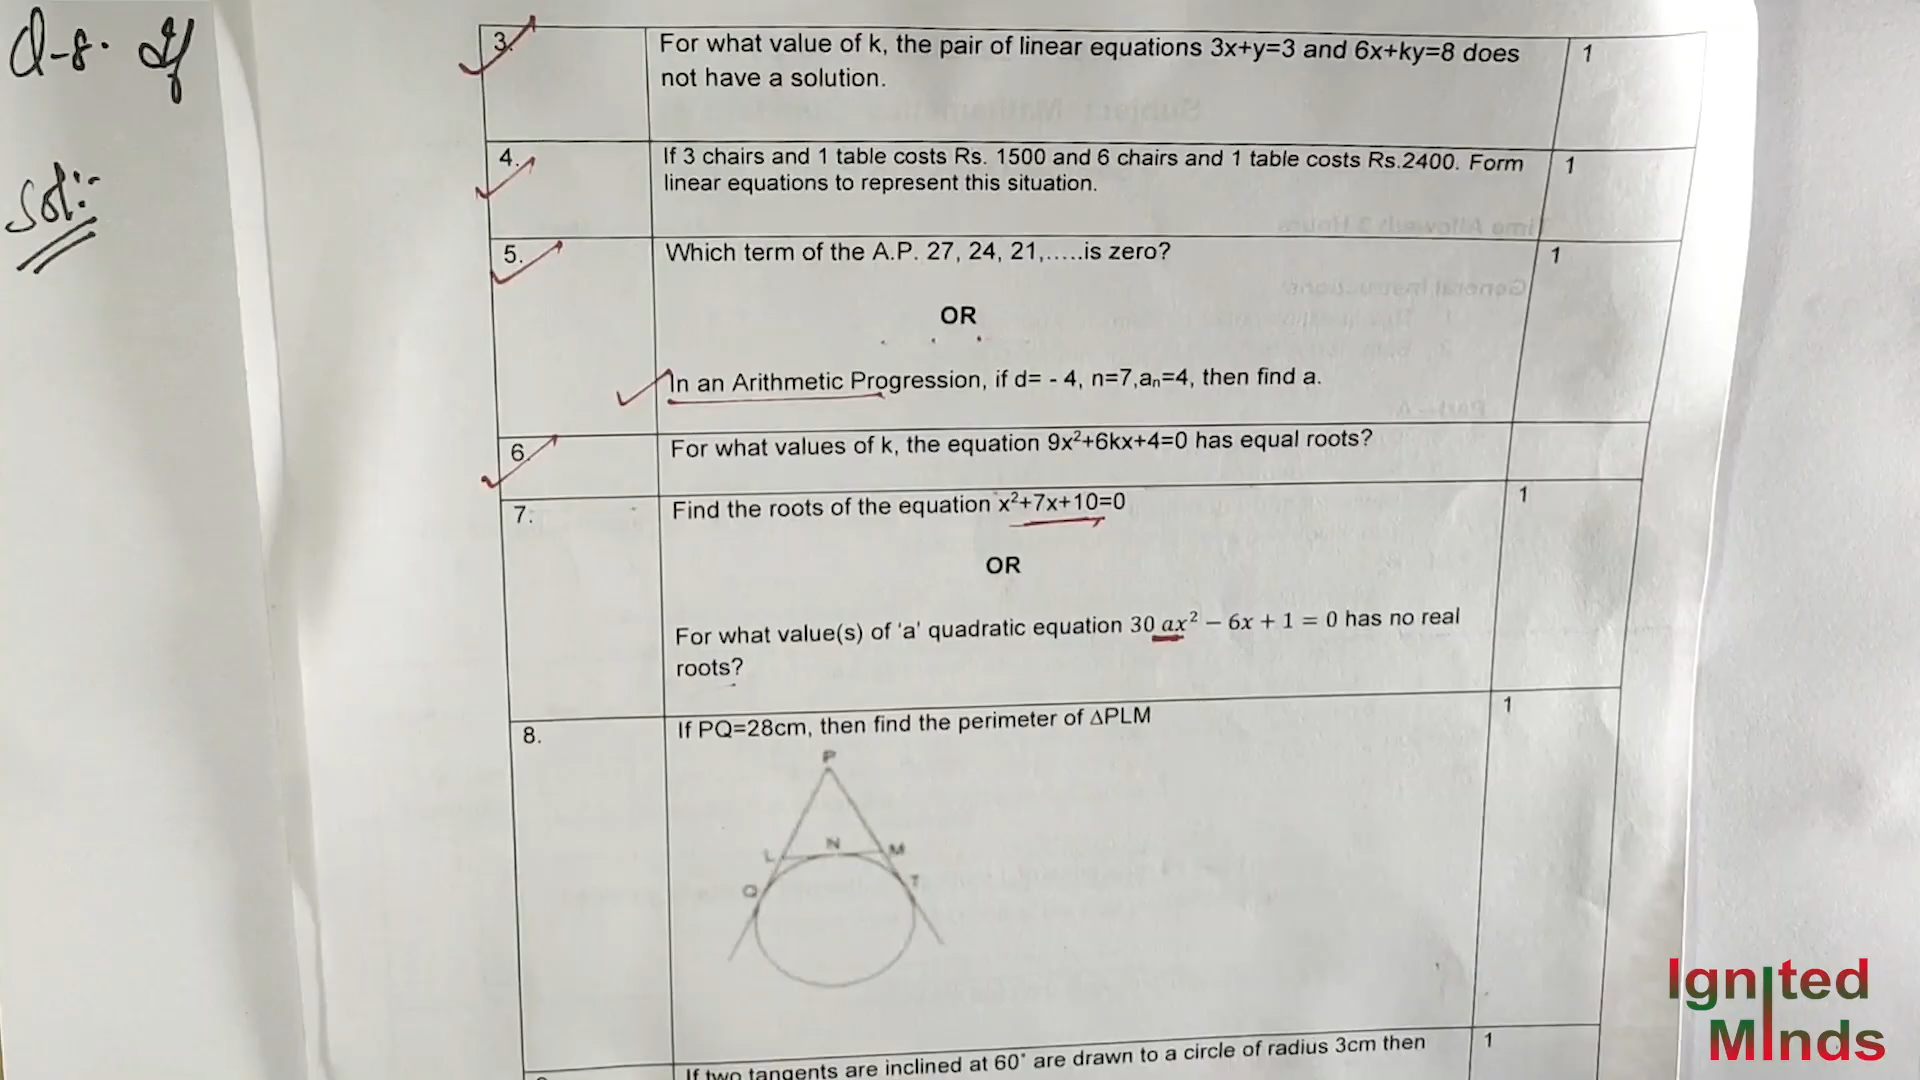 Q-8. If
Sol:-
3. For what value of k, the pair of linear equations 3x+y=3 and 6x+ky=8 does 1
not have a solution.
4. If 3 chairs and 1 table costs Rs. 1500 and 6 chairs and 1 table costs Rs.2400. Form 1
linear equations to represent this situation.
5. Which term of the A.P. 27, 24, 21,.....is zero? 1
OR
In an Arithmetic Progression, if d= - 4, n=7,aₙ=4, then find a.
6. For what values of k, the equation 9x²+6kx+4=0 has equal roots?
7. Find the roots of the equation x²+7x+10=0 1
OR
For what value(s) of 'a' quadratic equation 30 ax² – 6x + 1 = 0 has no real
roots?
8. If PQ=28cm, then find the perimeter of ΔPLM 1
P
L N M
Q T
If two tangents are inclined at 60˚ are drawn to a circle of radius 3cm then 1
Ignited
Minds